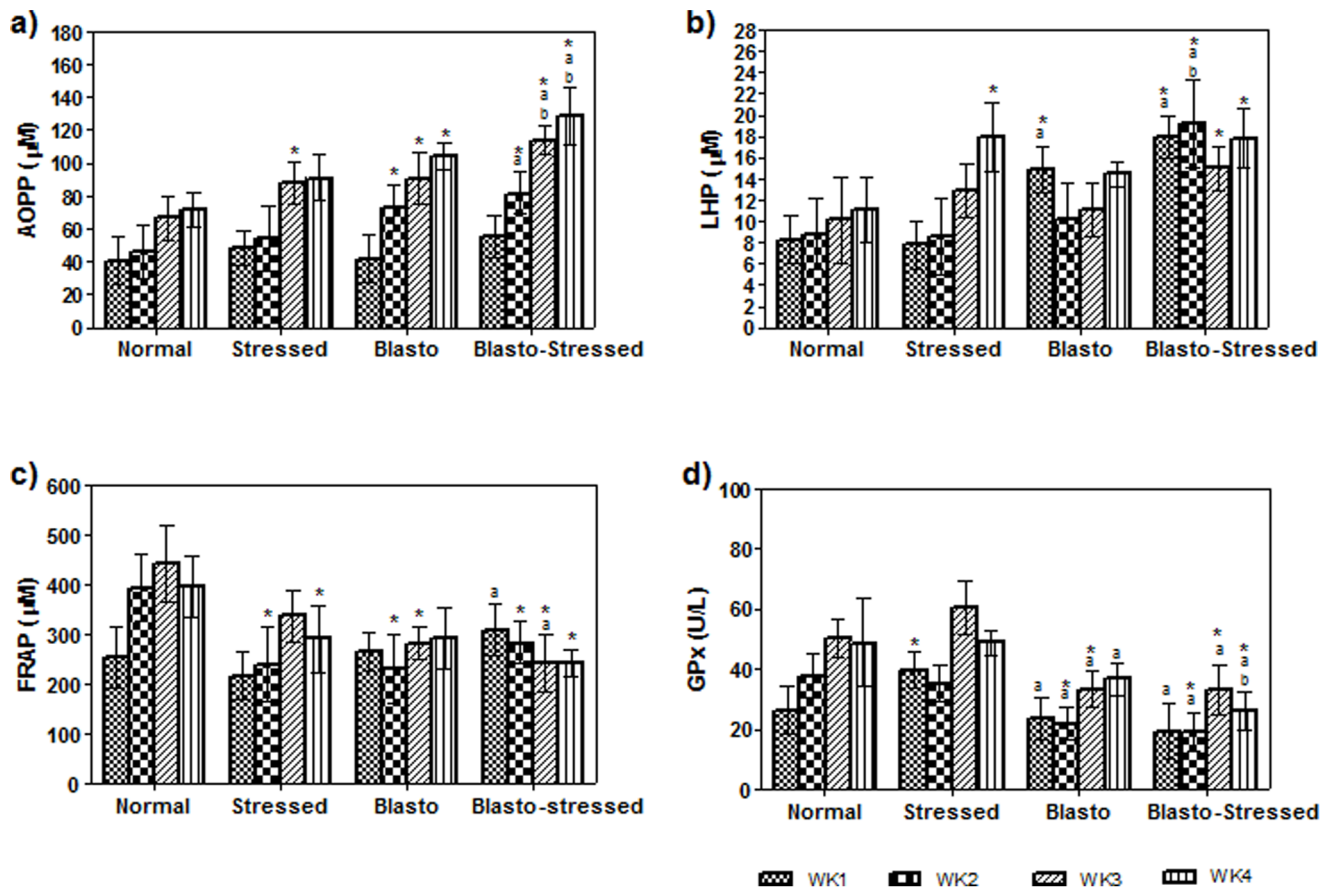 a)
AOPP (µM)
180
160
140
120
100
80
60
40
20
0
*
*
*
*
*
a
*
a
b
*
a
b
Normal Stressed Blasto Blasto-Stressed
b)
LHP (µM)
28
26
24
22
20
18
16
14
12
10
8
6
4
2
0
*
*
a
*
a
*
a
b
*
*
Normal Stressed Blasto Blasto-Stressed
c)
FRAP (µM)
600
500
400
300
200
100
0
*
*
*
*
a
*
*
a
*
Normal Stressed Blasto Blasto-stressed
d)
GPx (U/L)
100
80
60
40
20
0
*
a
*
a
*
a
a
a
*
a
*
a
*
a
b
Normal Stressed Blasto Blasto-Stressed
WK1 WK2 WK3 WK4